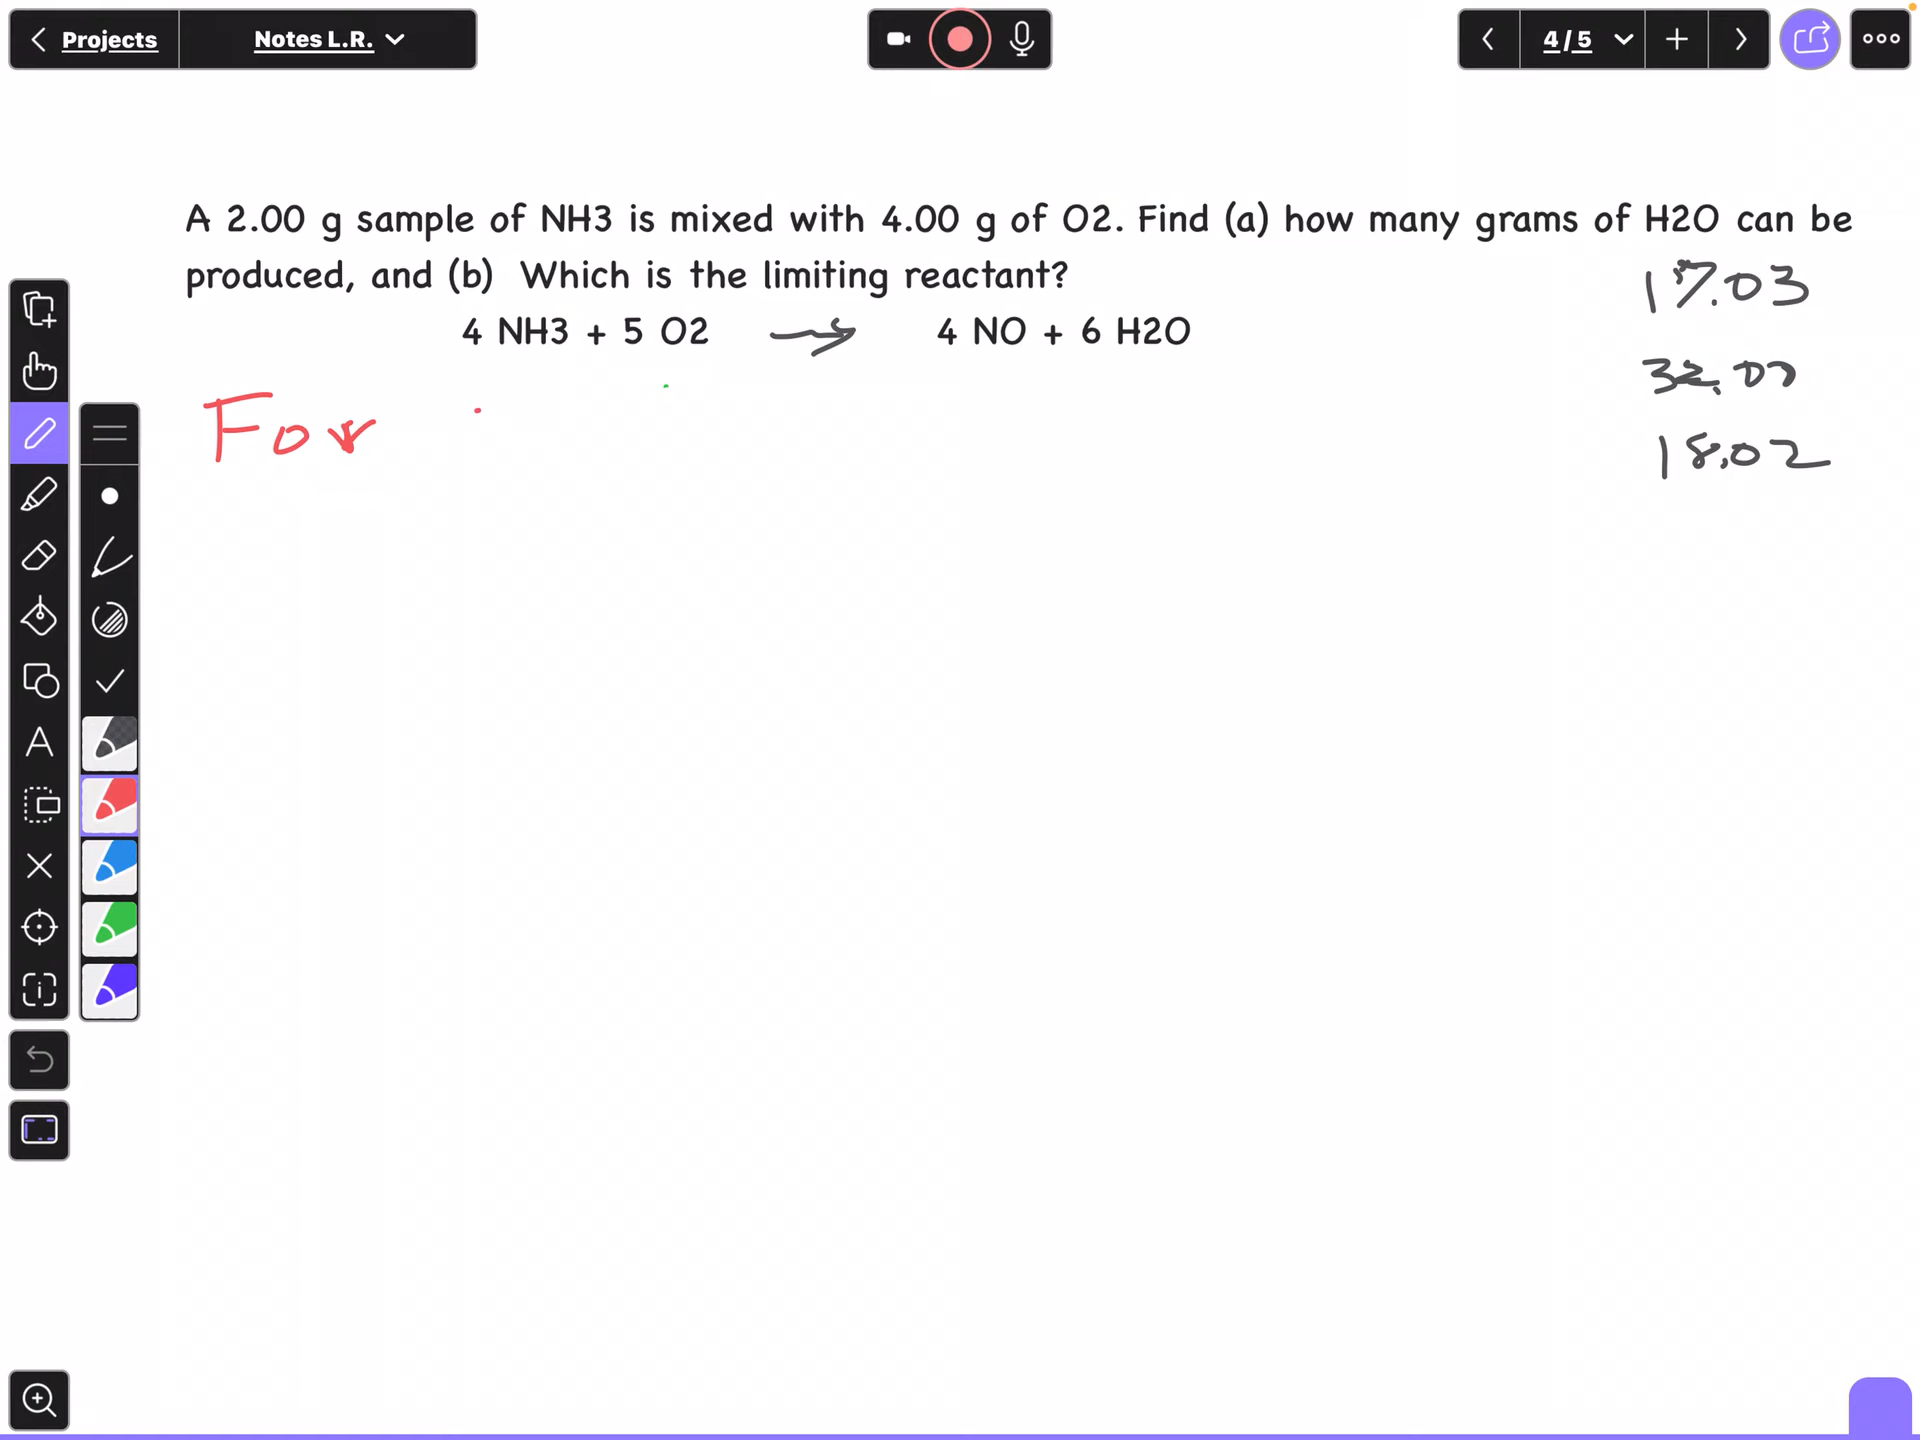 Projects
Notes L.R.
4/5
A 2.00 g sample of NH3 is mixed with 4.00 g of O2. Find (a) how many grams of H2O can be
produced, and (b) Which is the limiting reactant?
17.03
4 NH3 + 5 O2 → 4 NO + 6 H2O
32.00
For
18.02
A